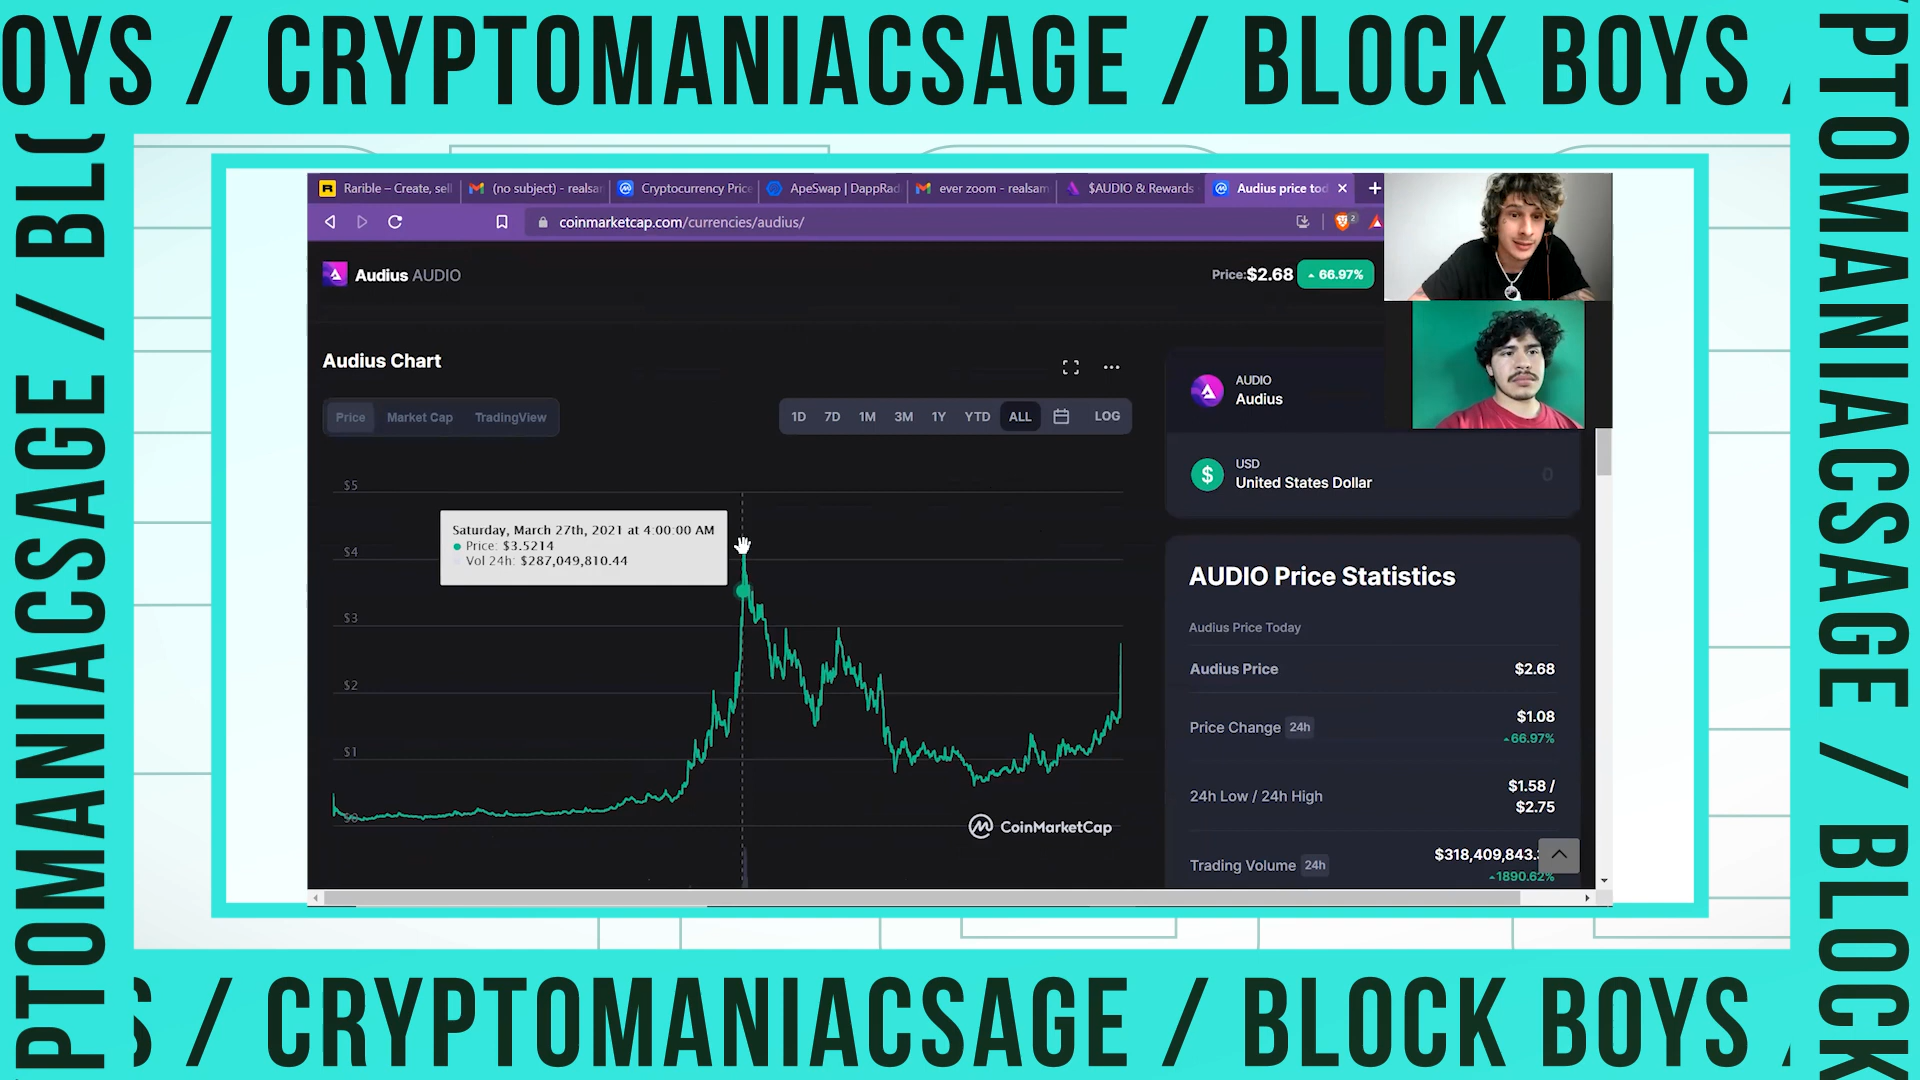 OYS / CRYPTOMANIACSAGE / BLOCK BOYS /
Rarible – Create, sell
(no subject) - realsar
Cryptocurrency Price
ApeSwap | DappRad
ever zoom - realsam
$AUDIO & Rewards
Audius price tod
coinmarketcap.com/currencies/audius/
2
Audius AUDIO
Price:$2.68
66.97%
Audius Chart
Price
Market Cap
TradingView
1D
7D
1M
3M
1Y
YTD
ALL
LOG
$5
$4
$3
$2
$1
$0
Saturday, March 27th, 2021 at 4:00:00 AM
Price: $3.5214
Vol 24h: $287,049,810.44
CoinMarketCap
AUDIO
Audius
$
USD
United States Dollar
0
AUDIO Price Statistics
Audius Price Today
Audius Price
$2.68
Price Change 24h
$1.08
66.97%
24h Low / 24h High
$1.58 /
$2.75
Trading Volume 24h
$318,409,843.
1890.62%
PTOMANIACSAGE / BLO
YPTOMANIACSAGE / BLOCK
S / CRYPTOMANIACSAGE / BLOCK BOYS /